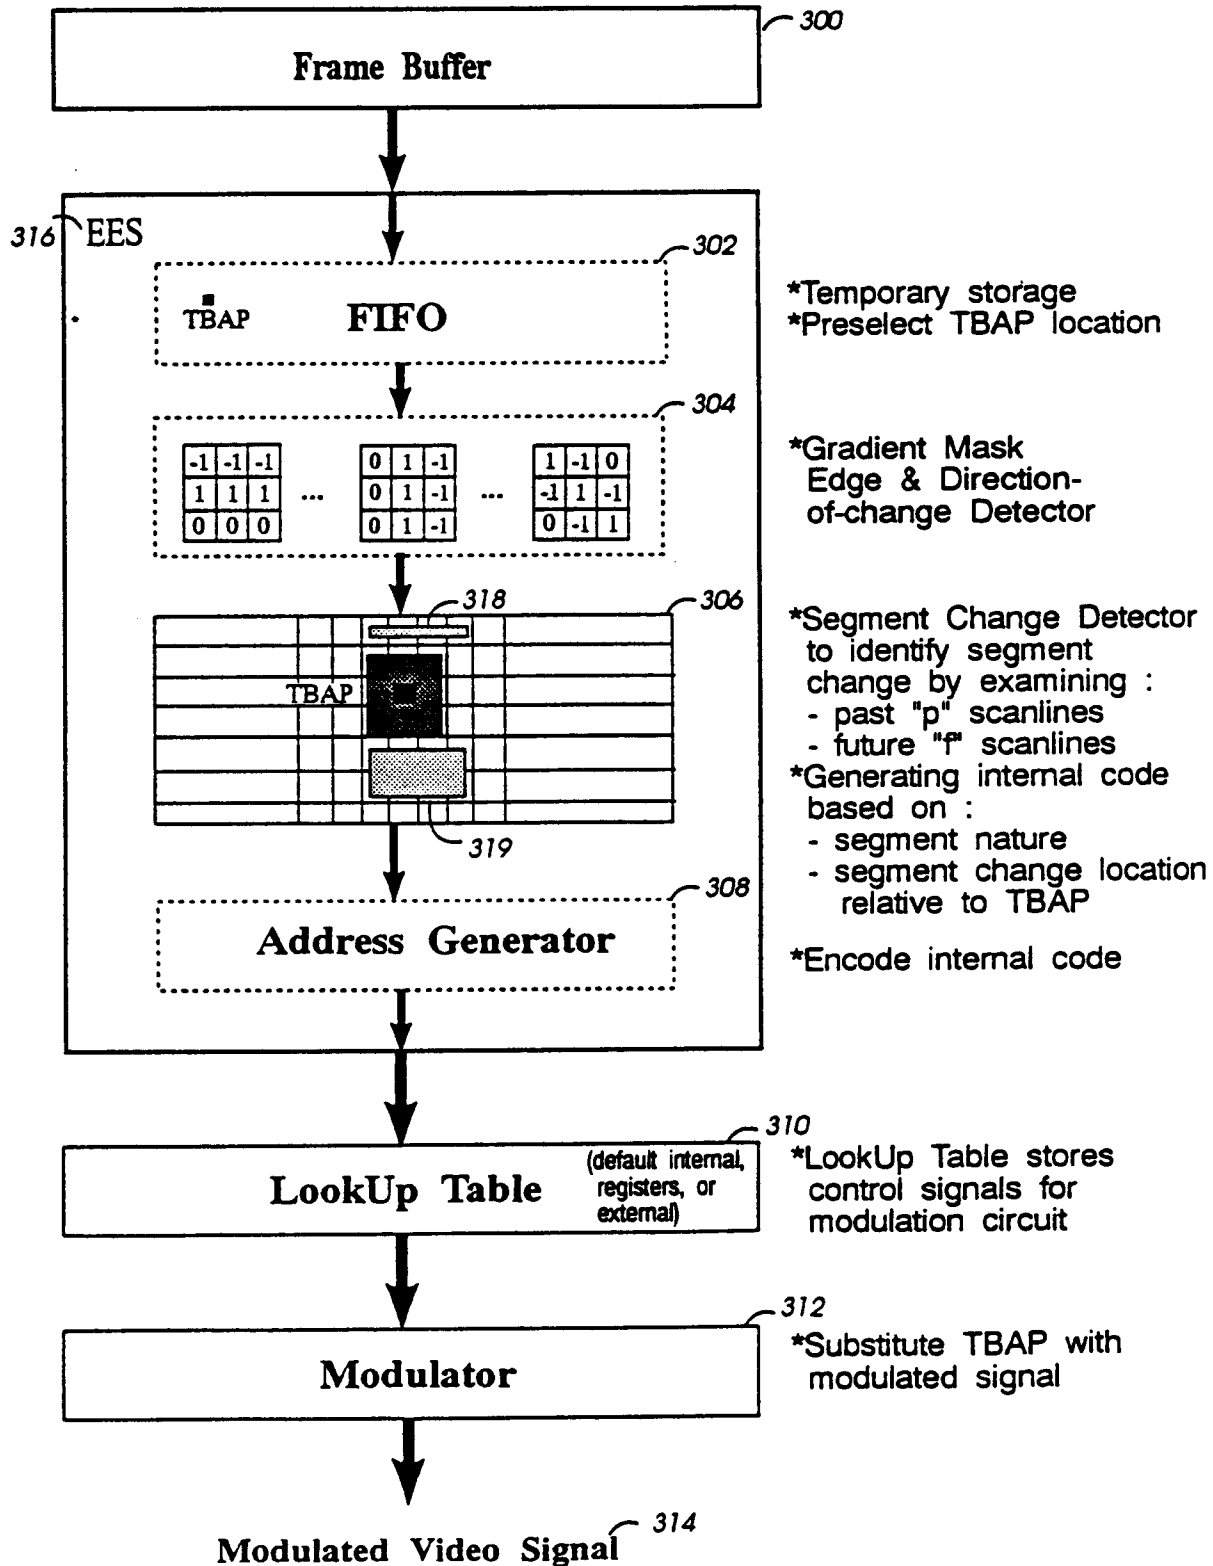 300
Frame Buffer
316
EES
302
TBAP
FIFO
*Temporary storage
*Preselect TBAP location
304
-1 -1 -1
1 1 1
0 0 0
...
0 1 -1
0 1 -1
0 1 -1
...
1 -1 0
-1 1 -1
0 -1 1
*Gradient Mask
Edge & Direction-
of-change Detector
318
306
TBAP
319
*Segment Change Detector
to identify segment
change by examining :
- past "p" scanlines
- future "f" scanlines
*Generating internal code
based on :
- segment nature
- segment change location
relative to TBAP
308
Address Generator
*Encode internal code
310
LookUp Table
(default internal,
registers, or
external)
*LookUp Table stores
control signals for
modulation circuit
312
Modulator
*Substitute TBAP with
modulated signal
314
Modulated Video Signal